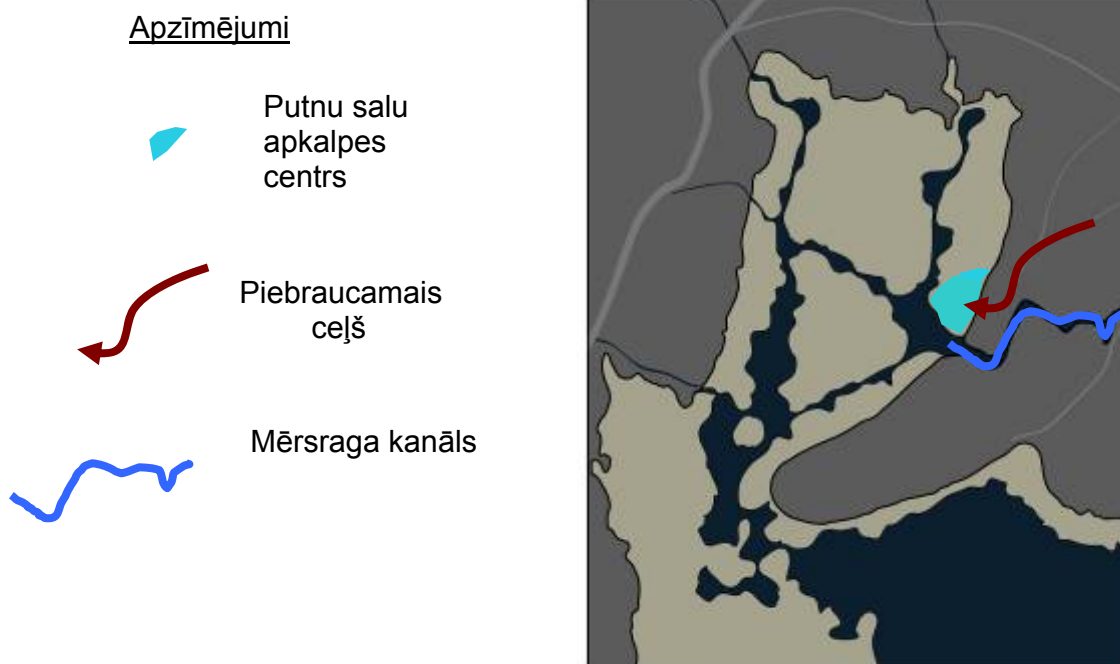 Apzīmējumi
Putnu salu
apkalpes
centrs
Piebraucamais
ceļš
Mērsraga kanāls